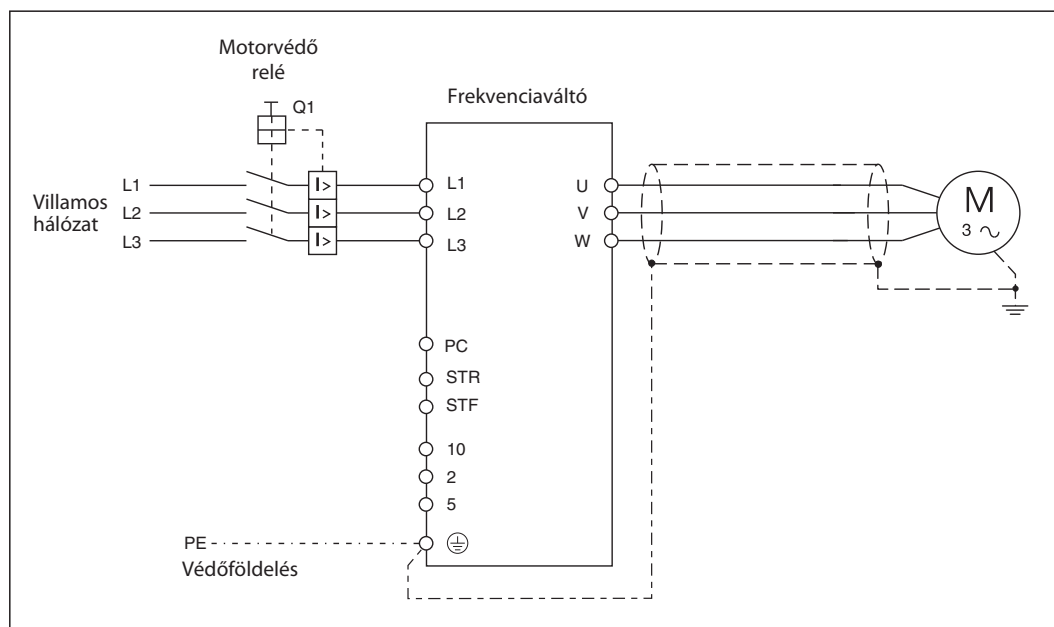 Motorvédő
relé
Q1
Frekvenciaváltó
Villamos
hálózat
L1
L2
L3
I>
I>
I>
L1
L2
L3
U
V
W
M
3 ∿
PC
STR
STF
10
2
5
PE
Védőföldelés